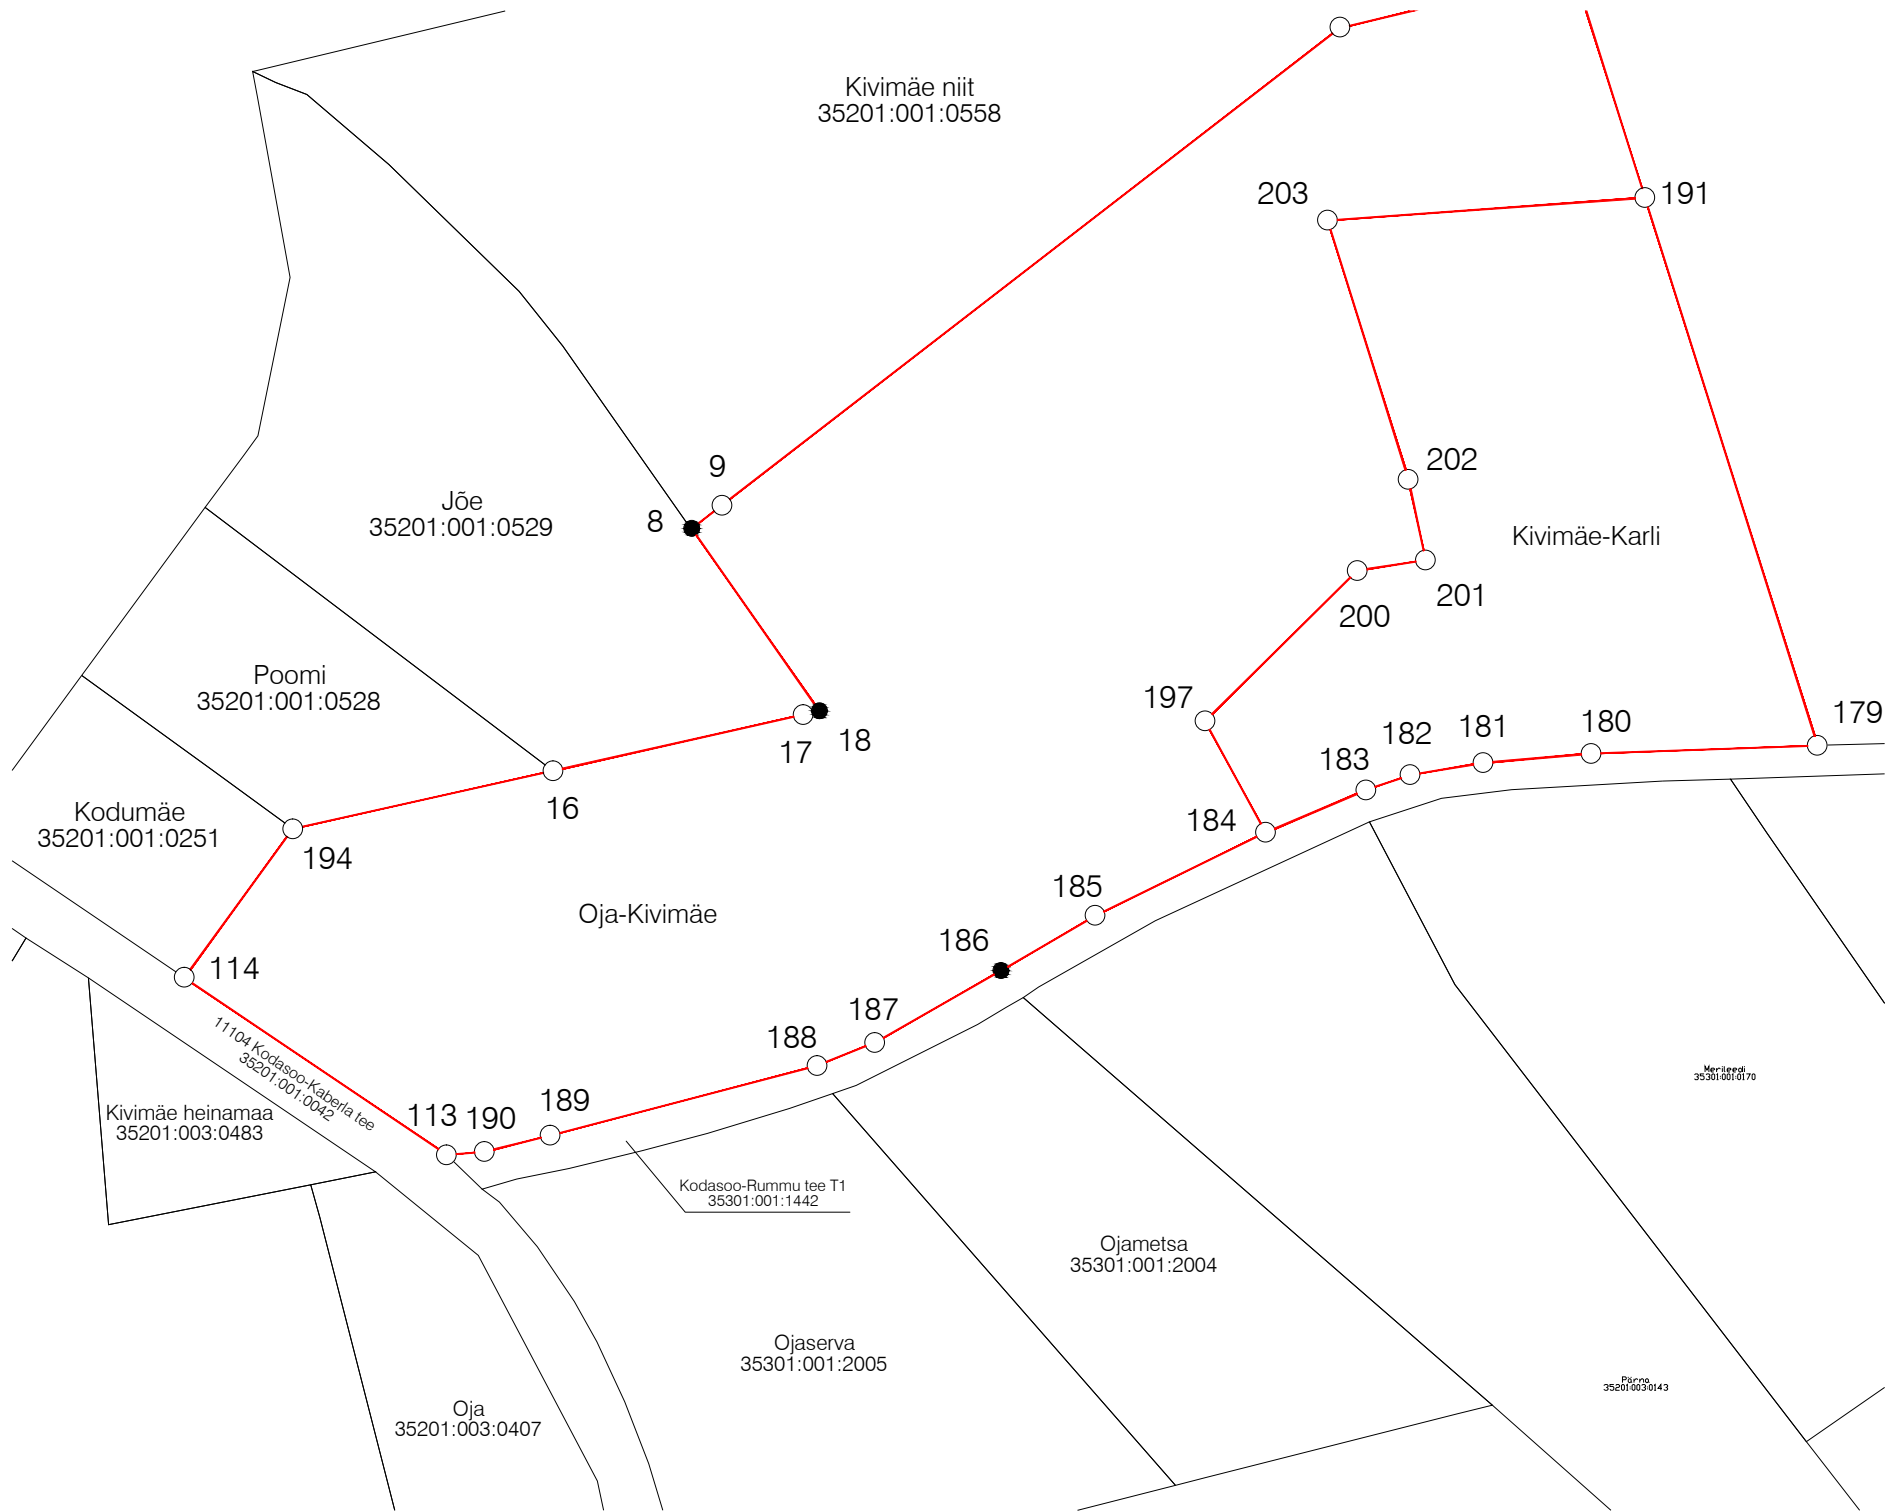 Kivimäe niit
35201:001:0558
203
191
9
202
8
Jõe
35201:001:0529
Kivimäe-Karli
201
200
Poomi
35201:001:0528
197
179
180
181
182
183
17
18
184
16
Kodumäe
35201:001:0251
194
185
Oja-Kivimäe
186
114
187
188
11104 Kodasoo-Kaberla tee
35201:001:0042
Merileedi
35301:001:0170
Kivimäe heinamaa
35201:003:0483
113
190
189
Kodasoo-Rummu tee T1
35301:001:1442
Ojametsa
35301:001:2004
Ojaserva
35301:001:2005
Pärna
35201:003:0143
Oja
35201:003:0407